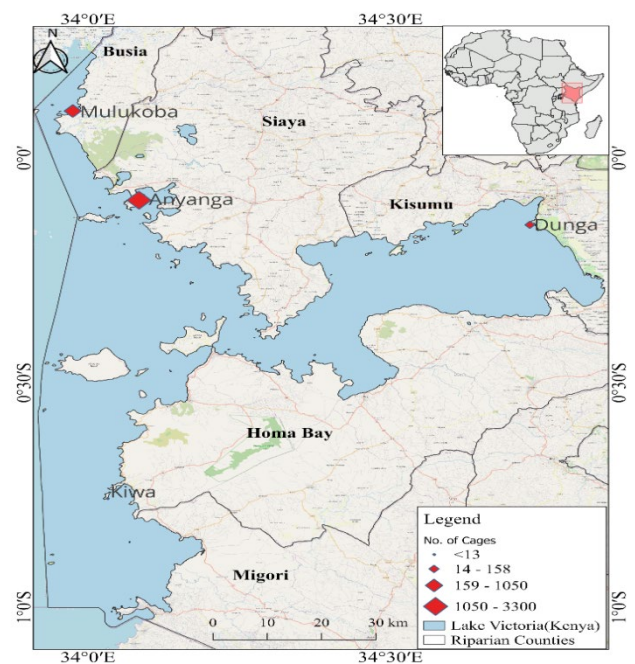 34°0'E
34°30'E
N
Busia
Mulukoba
Siaya
0°0'
0°0'
Anyanga
Kisumu
Dunga
0°30'S
0°30'S
Homa Bay
Kiwa
Legend
No. of Cages
<13
14 - 158
159 - 1050
1050 - 3300
Lake Victoria(Kenya)
Riparian Counties
Migori
1°0'S
1°0'S
0 10 20 30 km
34°0'E
34°30'E